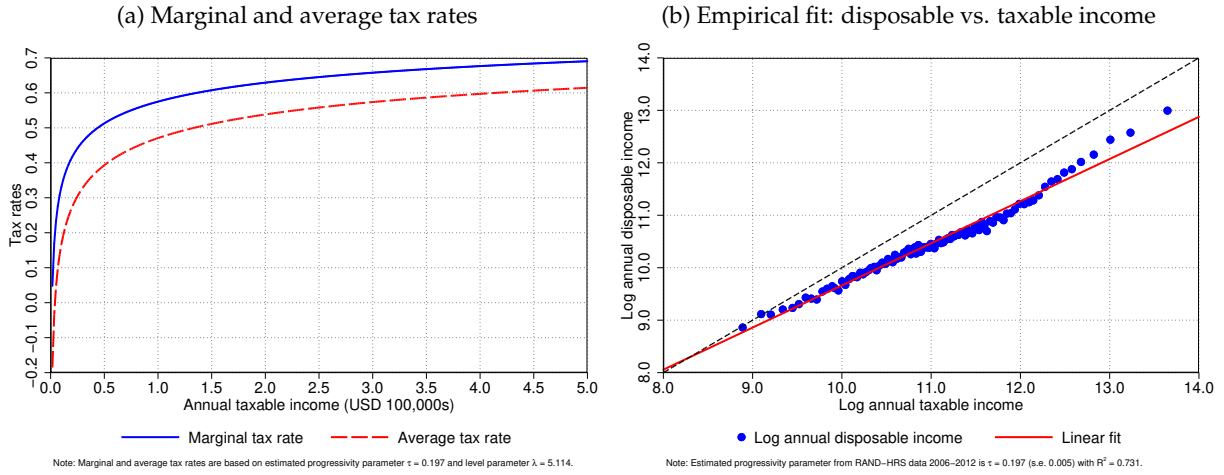 (a) Marginal and average tax rates
Tax rates
0.7
0.6
0.5
0.4
0.3
0.2
0.1
0.0
−0.1
−0.2
0.0 0.5 1.0 1.5 2.0 2.5 3.0 3.5 4.0 4.5 5.0
Annual taxable income (USD 100,000s)
Marginal tax rate Average tax rate
Note: Marginal and average tax rates are based on estimated progressivity parameter τ = 0.197 and level parameter λ = 5.114.
(b) Empirical fit: disposable vs. taxable income
Log annual disposable income
14.0
13.0
12.0
11.0
10.0
9.0
8.0
8.0 9.0 10.0 11.0 12.0 13.0 14.0
Log annual taxable income
Log annual disposable income Linear fit
Note: Estimated progressivity parameter from RAND−HRS data 2006−2012 is τ = 0.197 (s.e. 0.005) with R² = 0.731.